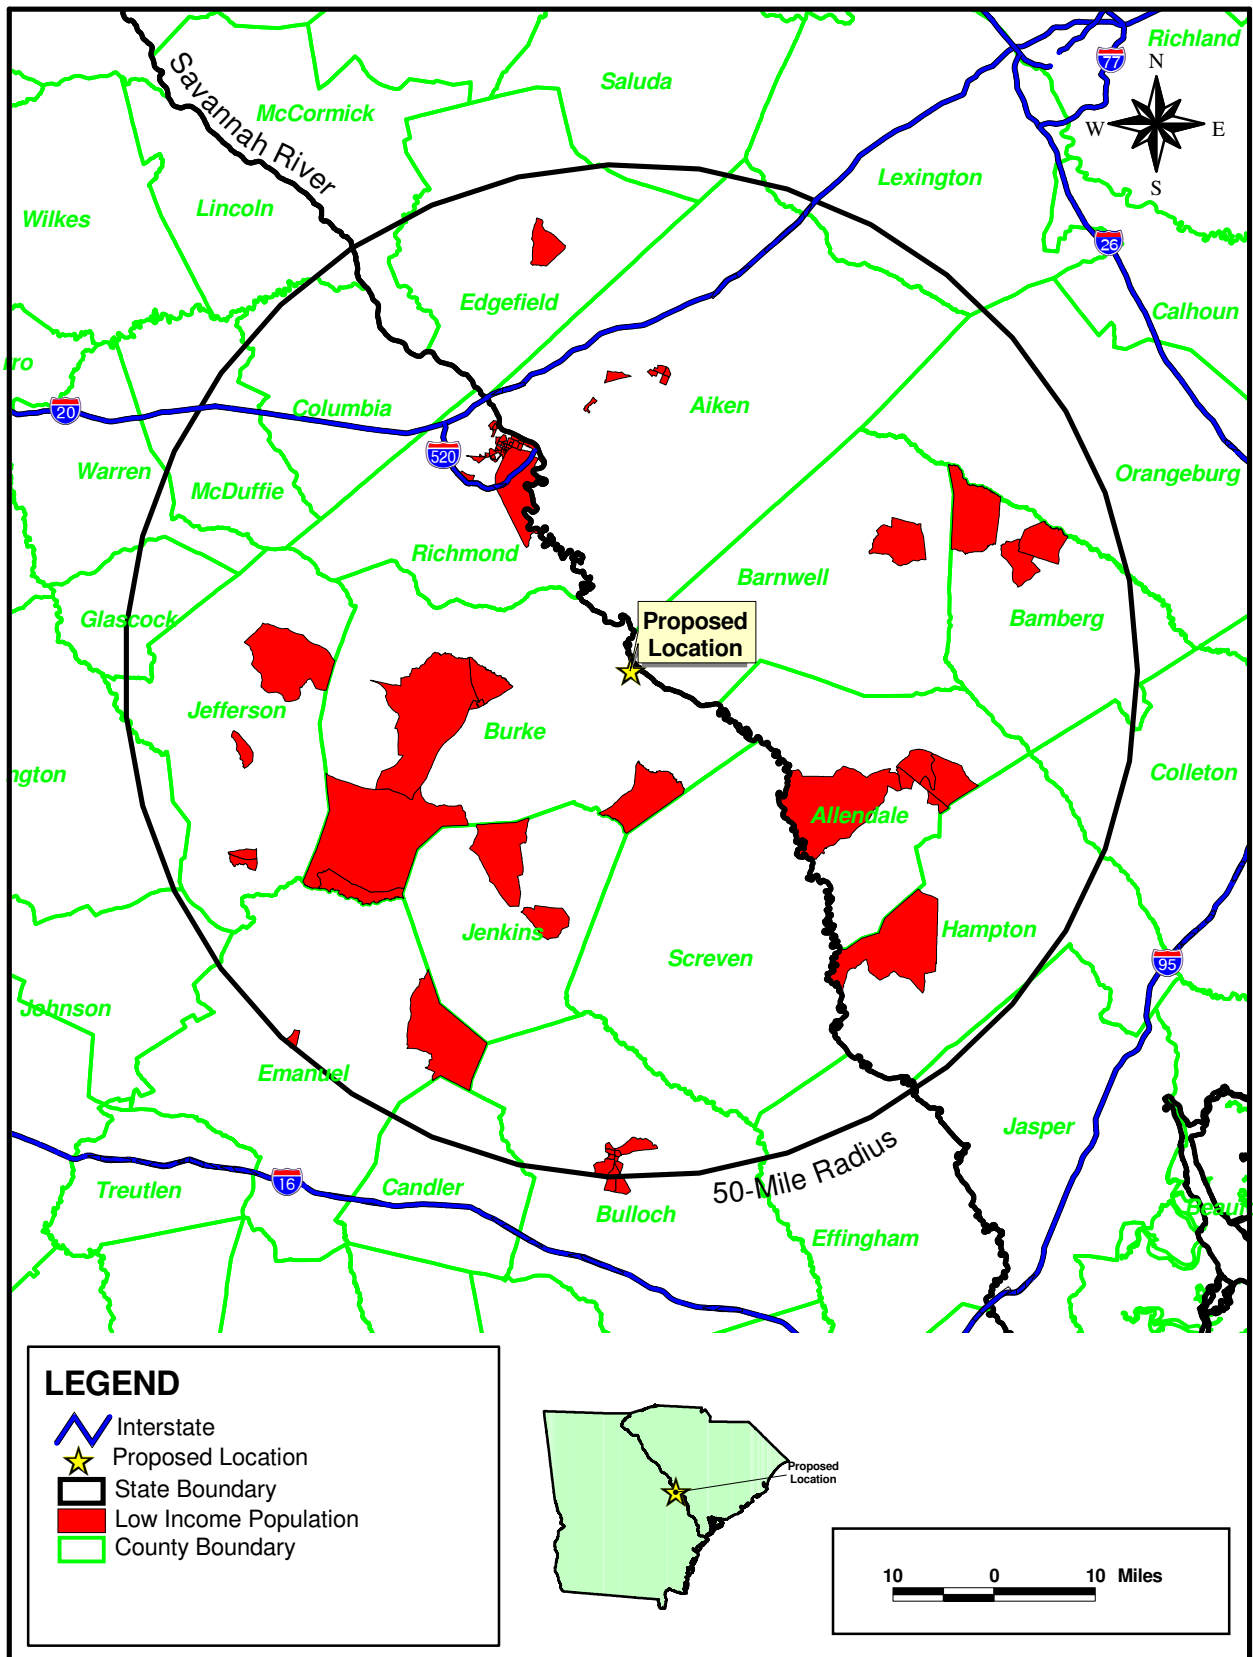 Richland
77
N
W
E
S
Saluda
McCormick
Savannah River
Lexington
Wilkes
Lincoln
26
Edgefield
Calhoun
rro
20
Columbia
Aiken
520
Warren
McDuffie
Orangeburg
Richmond
Barnwell
Glascock
Proposed
Location
Bamberg
Jefferson
Burke
ngton
Colleton
Allendale
Jenkins
Screven
Hampton
95
Johnson
Emanuel
Jasper
50-Mile Radius
16
Treutlen
Candler
Bulloch
Beauf
Effingham
LEGEND
Interstate
Proposed Location
State Boundary
Low Income Population
County Boundary
Proposed
Location
10 0 10 Miles